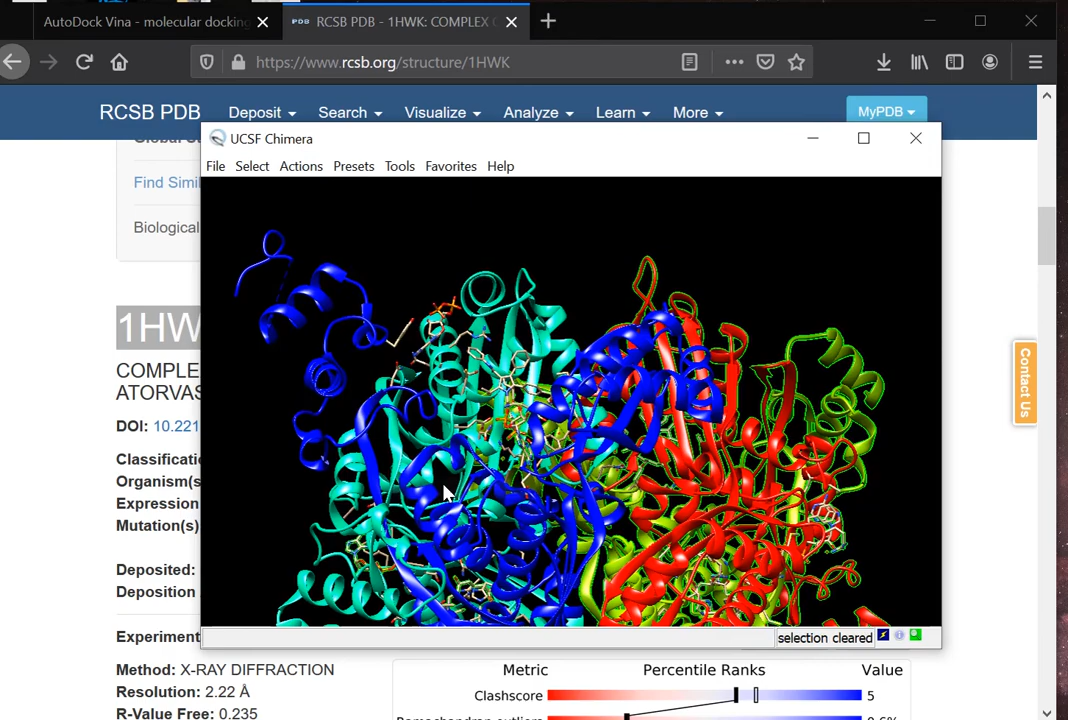 AutoDock Vina - molecular docking
PDB RCSB PDB - 1HWK: COMPLEX
https://www.rcsb.org/structure/1HWK
RCSB PDB Deposit Search Visualize Analyze Learn More MyPDB
UCSF Chimera
File Select Actions Presets Tools Favorites Help
Find Simi
Biological
1HW
COMPLE
ATORVAS
DOI: 10.221
Classificati
Organism(s
Expression
Mutation(s)
Deposited:
Deposition
selection cleared
Experiment
Method: X-RAY DIFFRACTION
Resolution: 2.22 Å
R-Value Free: 0.235
Metric Percentile Ranks Value
Clashscore 5
Contact Us